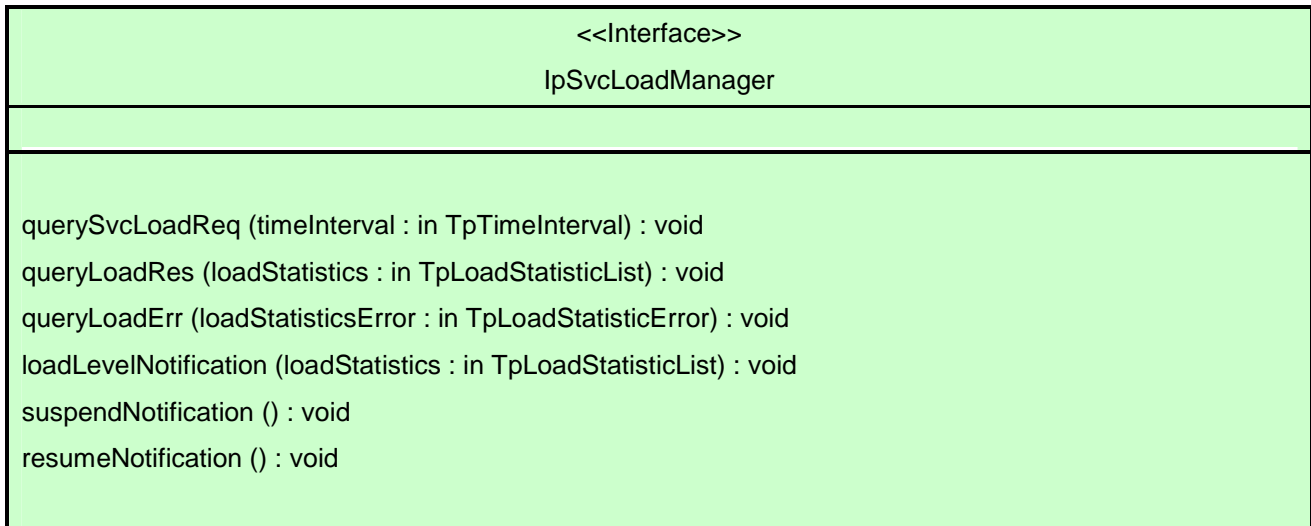 <<Interface>>
IpSvcLoadManager
querySvcLoadReq (timeInterval : in TpTimeInterval) : void
queryLoadRes (loadStatistics : in TpLoadStatisticList) : void
queryLoadErr (loadStatisticsError : in TpLoadStatisticError) : void
loadLevelNotification (loadStatistics : in TpLoadStatisticList) : void
suspendNotification () : void
resumeNotification () : void